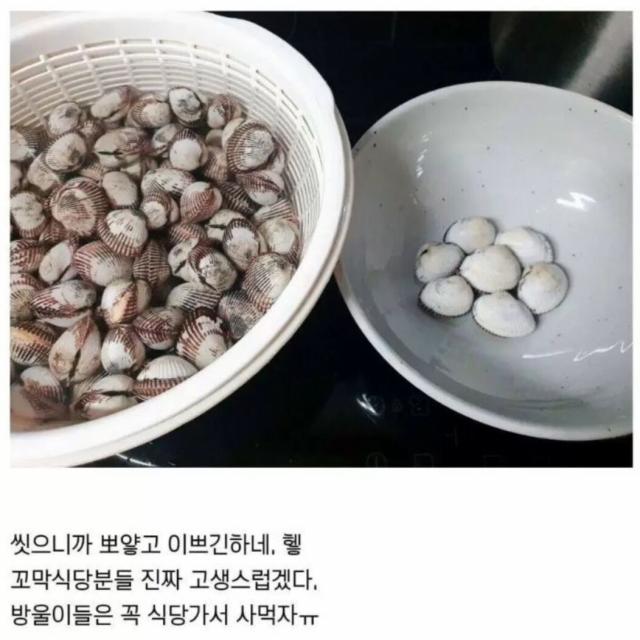 씻으니까 뽀얗고 이쁘긴하네. 헿
꼬막식당분들 진짜 고생스럽겠다.
방울이들은 꼭 식당가서 사먹자ㅠ